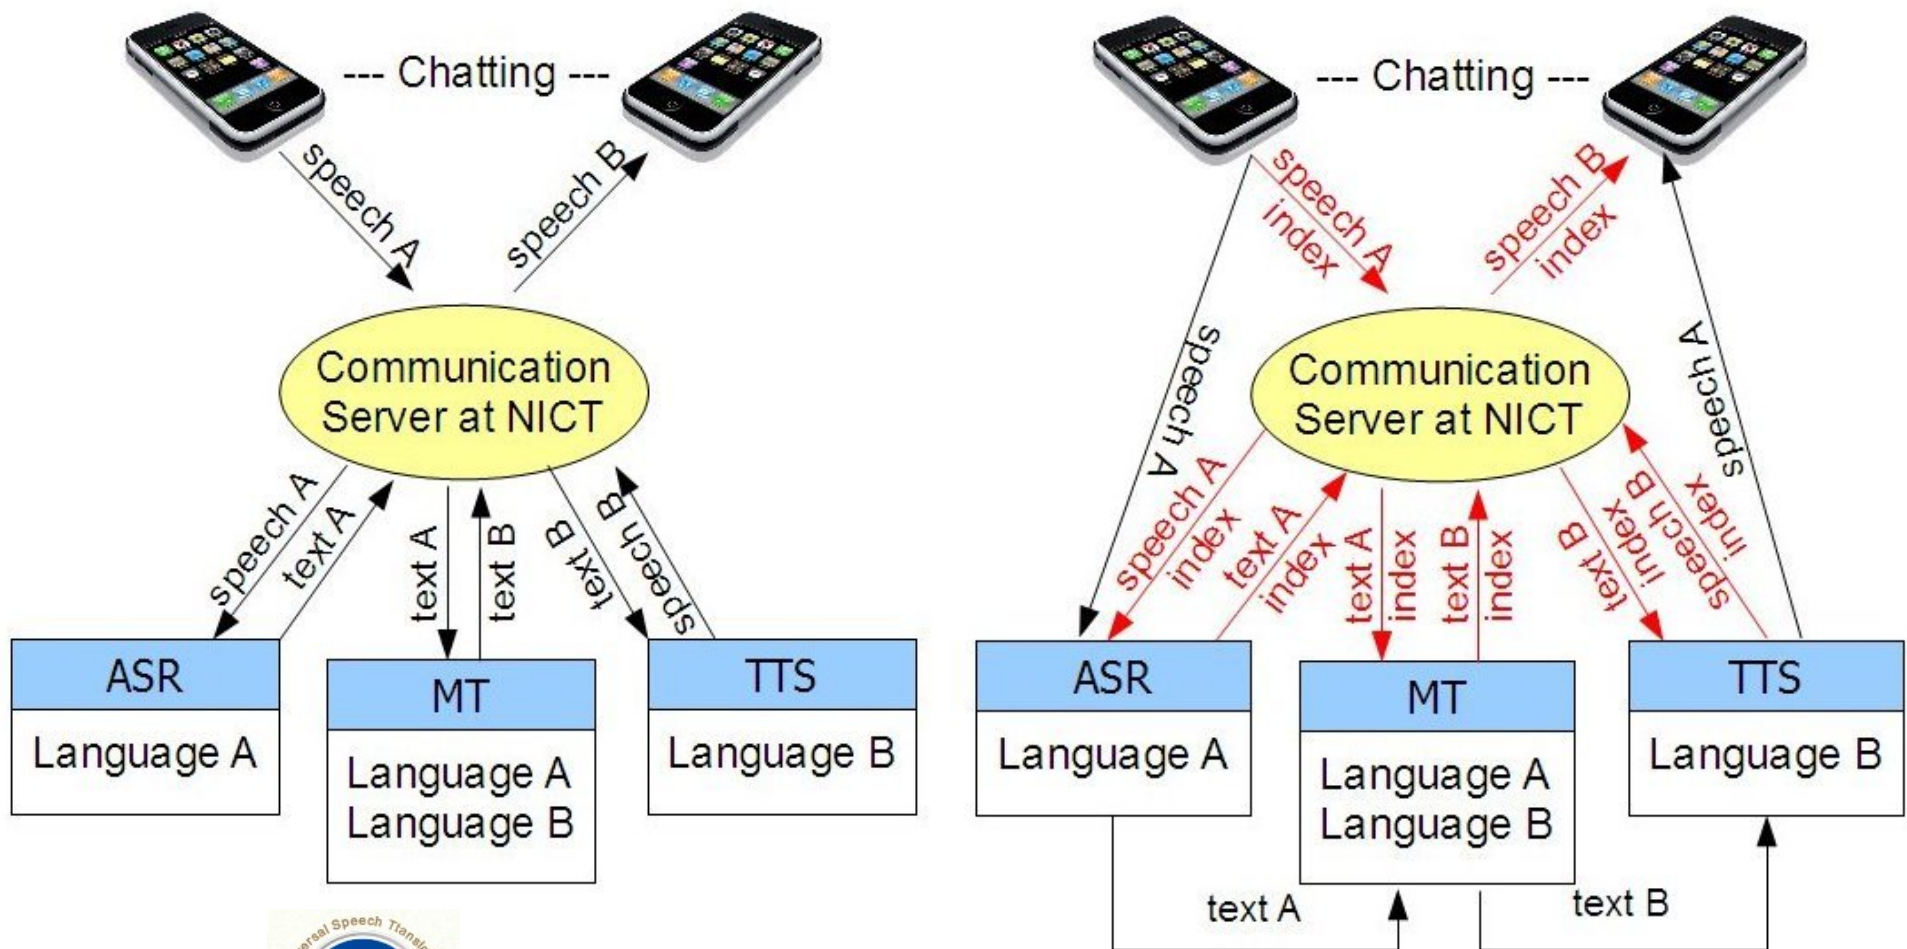 --- Chatting ---
speech A
speech B
Communication
Server at NICT
speech A
text A
text A
text B
text B
speech B
ASR
Language A
MT
Language A
Language B
TTS
Language B
--- Chatting ---
speech A
index
speech B
index
speech A
speech A
Communication
Server at NICT
speech A
index
text A
index
text A
index
text B
index
text B
index
speech B
index
ASR
Language A
MT
Language A
Language B
TTS
Language B
text A
text B
Speech